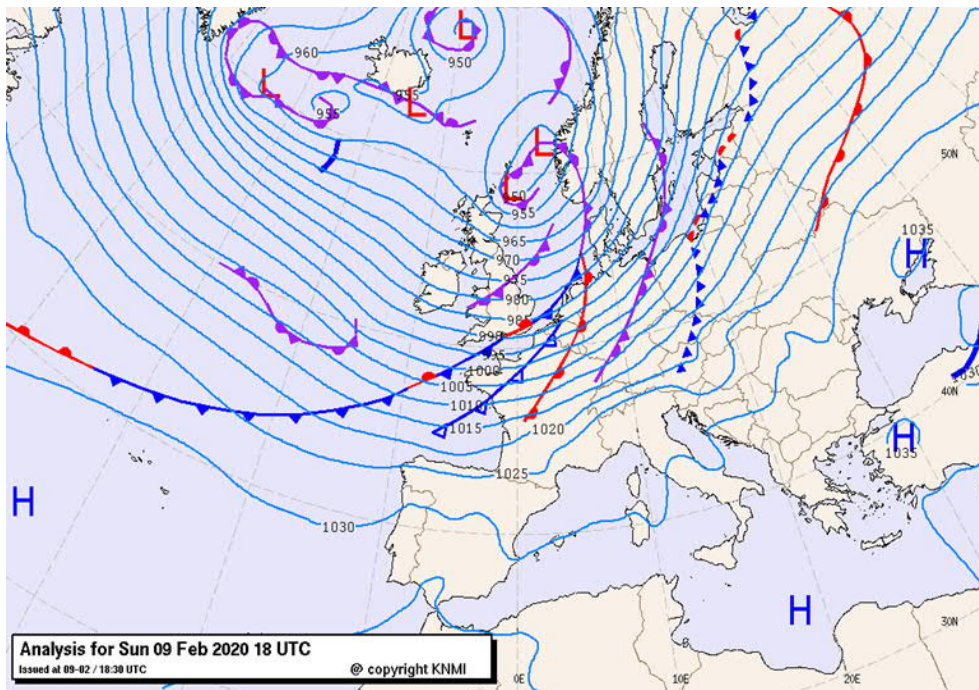 L
960
950
955
L
L
955
L
50N
L
950
955
1035
H
965
970
975
980
985
990
995
1000
1005
1030
40N
1010
1015
1020
H
1035
1025
H
1030
H
30N
Analysis for Sun 09 Feb 2020 18 UTC
Issued at 09-02 / 18:30 UTC
@ copyright KNMI
0E
10E
20E